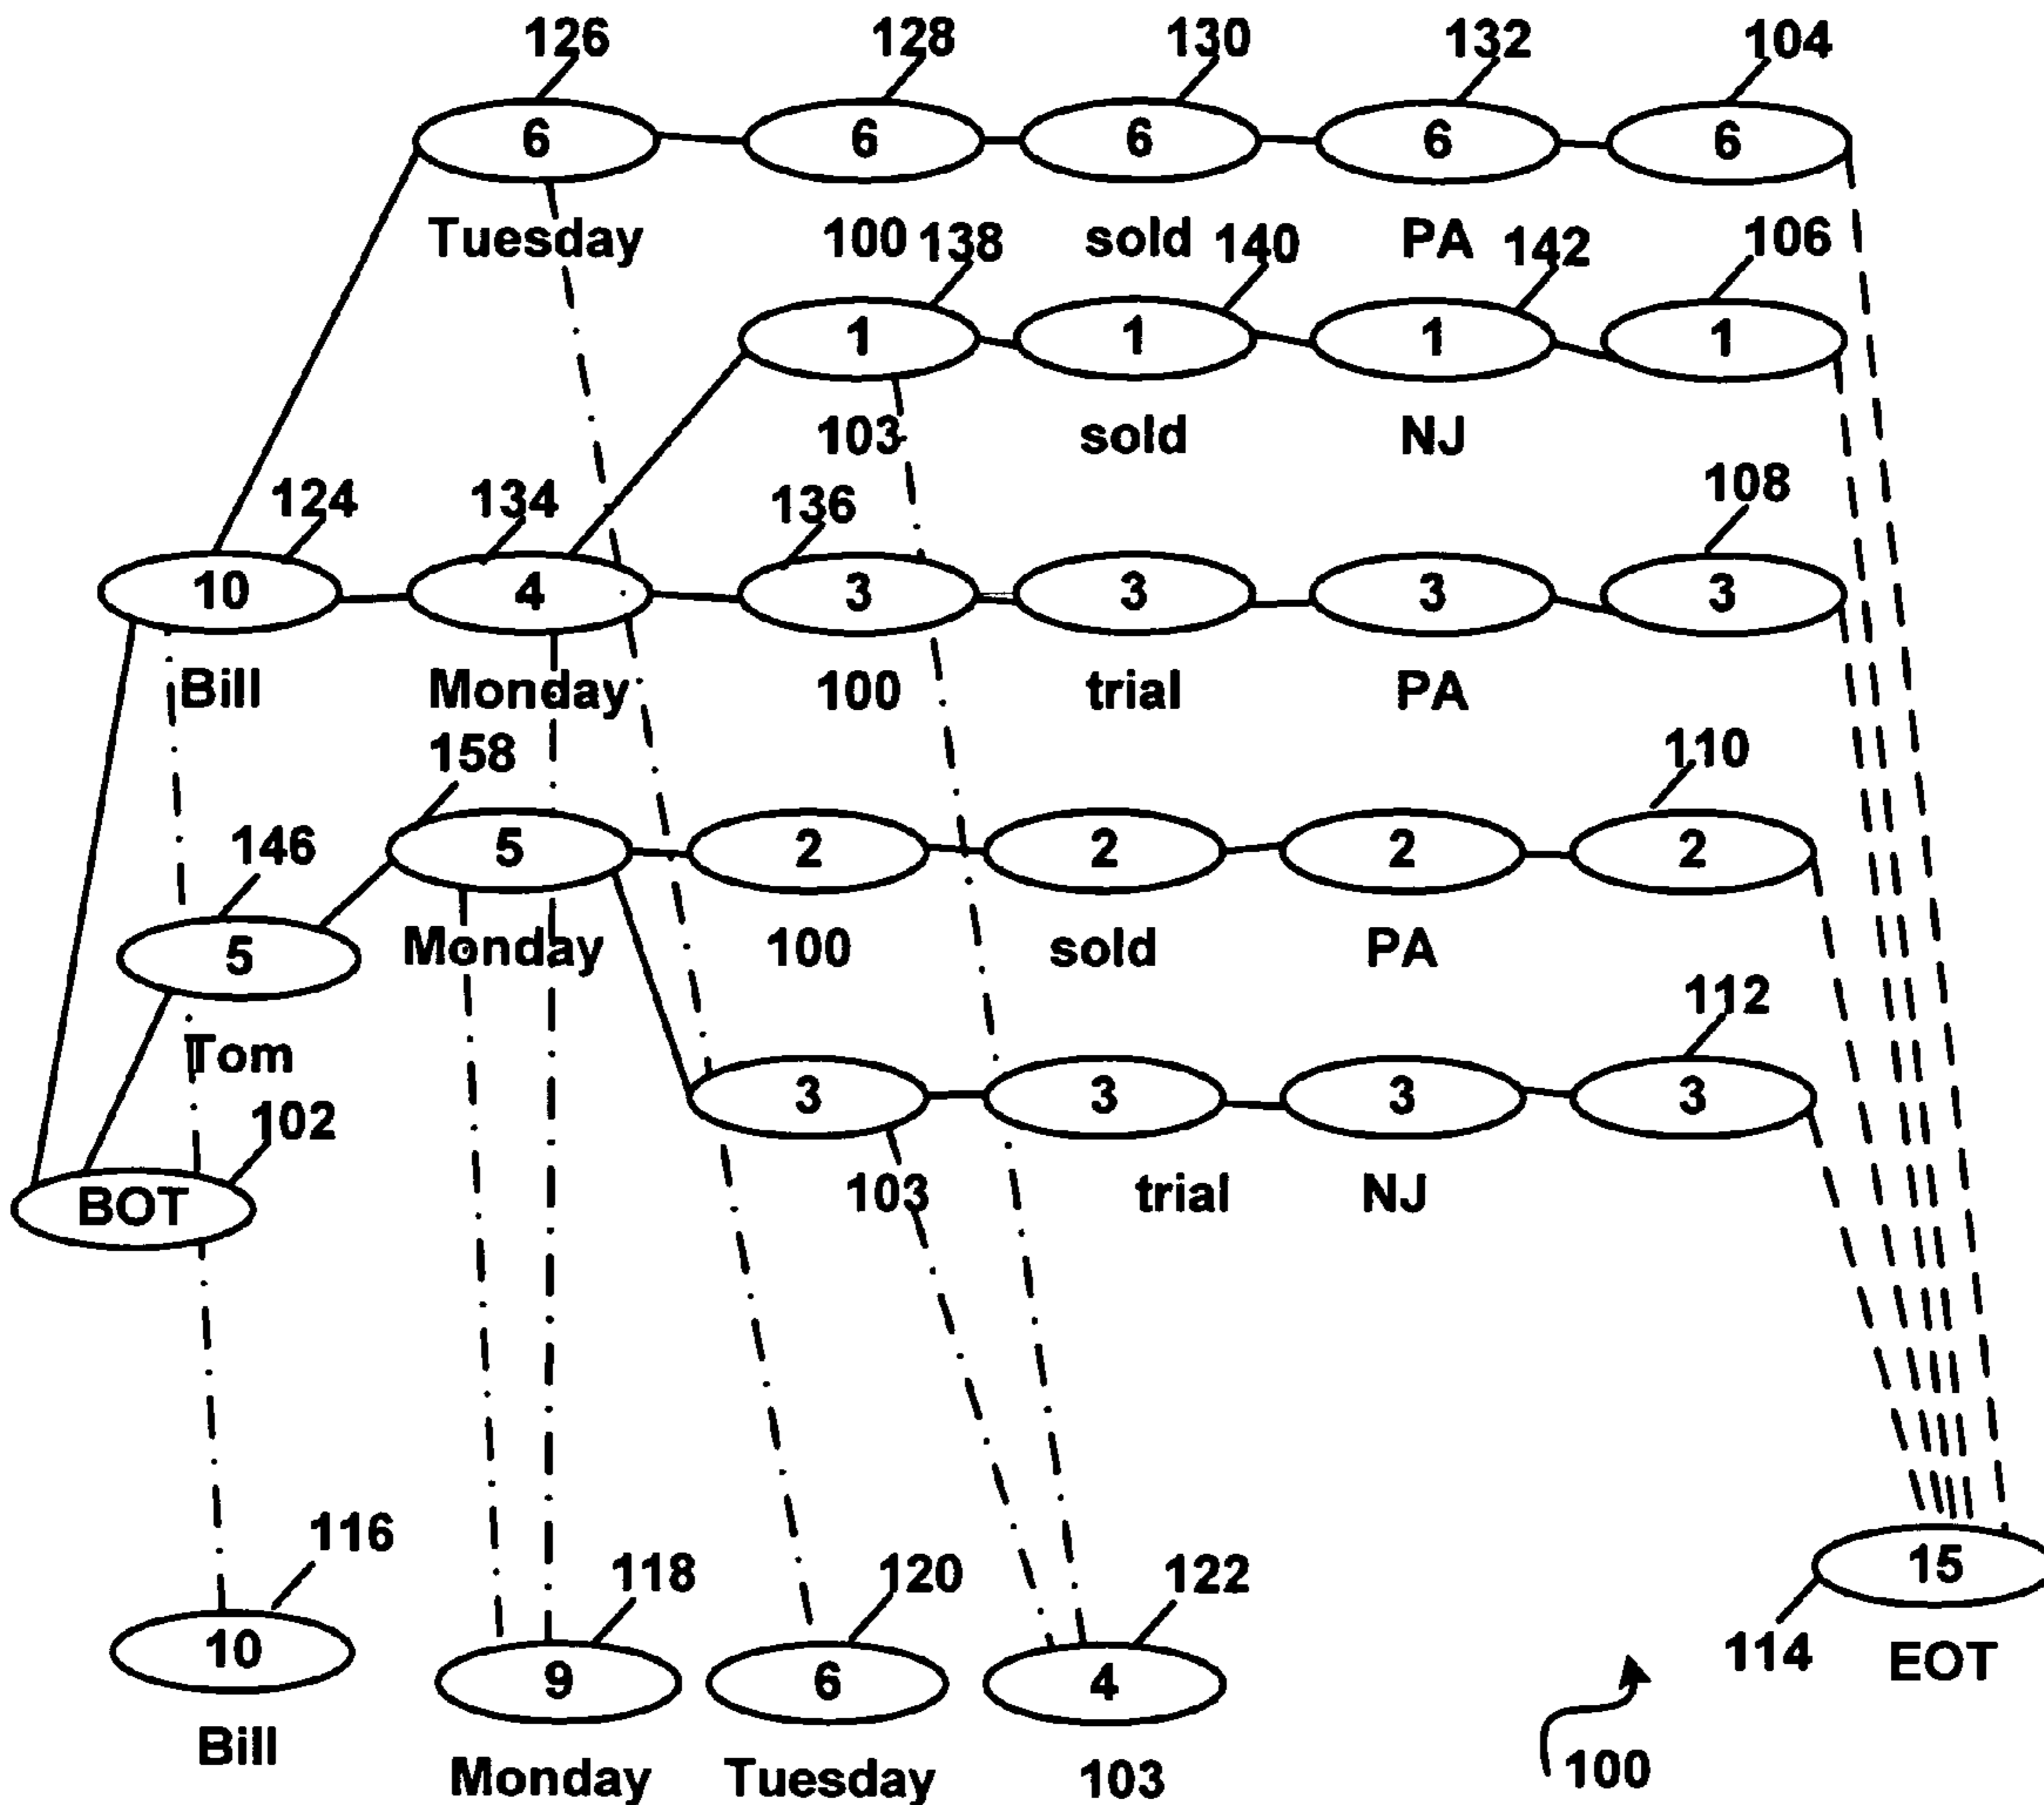 126 128 130 132 104
6 6 6 6 6
Tuesday 100 138 sold 140 PA 142 106
1 1 1 1
103 sold NJ
124 134 136 108
10 4 3 3 3 3
Bill Monday 100 trial PA
158 110
146 5 2 2 2 2
5 Monday 100 sold PA
112
Tom 3 3 3 3
102
BOT 103 trial NJ
116 118 120 122 15
10 9 6 4 114 EOT
Bill Monday Tuesday 103 100